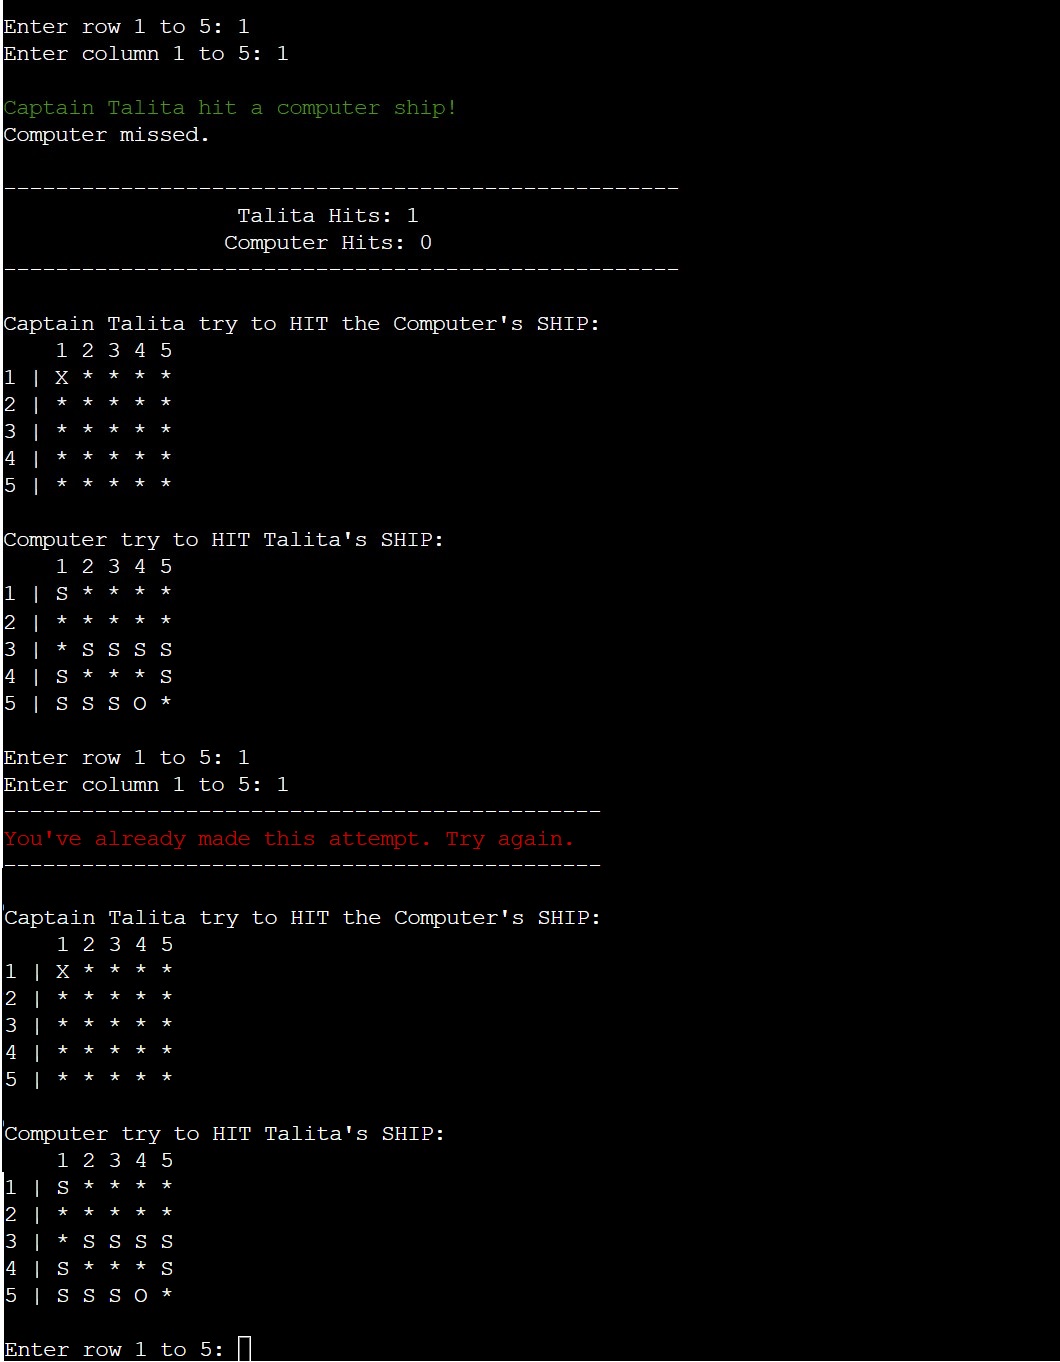 Enter row 1 to 5: 1
Enter column 1 to 5: 1
Captain Talita hit a computer ship!
Computer missed.
----------------------------------------------------
Talita Hits: 1
Computer Hits: 0
----------------------------------------------------
Captain Talita try to HIT the Computer's SHIP:
1 2 3 4 5
1 | X * * * *
2 | * * * * *
3 | * * * * *
4 | * * * * *
5 | * * * * *
Computer try to HIT Talita's SHIP:
1 2 3 4 5
1 | S * * * *
2 | * * * * *
3 | * S S S S
4 | S * * * S
5 | S S S O *
Enter row 1 to 5: 1
Enter column 1 to 5: 1
----------------------------------------------
You've already made this attempt. Try again.
----------------------------------------------
Captain Talita try to HIT the Computer's SHIP:
1 2 3 4 5
1 | X * * * *
2 | * * * * *
3 | * * * * *
4 | * * * * *
5 | * * * * *
Computer try to HIT Talita's SHIP:
1 2 3 4 5
1 | S * * * *
2 | * * * * *
3 | * S S S S
4 | S * * * S
5 | S S S O *
Enter row 1 to 5: